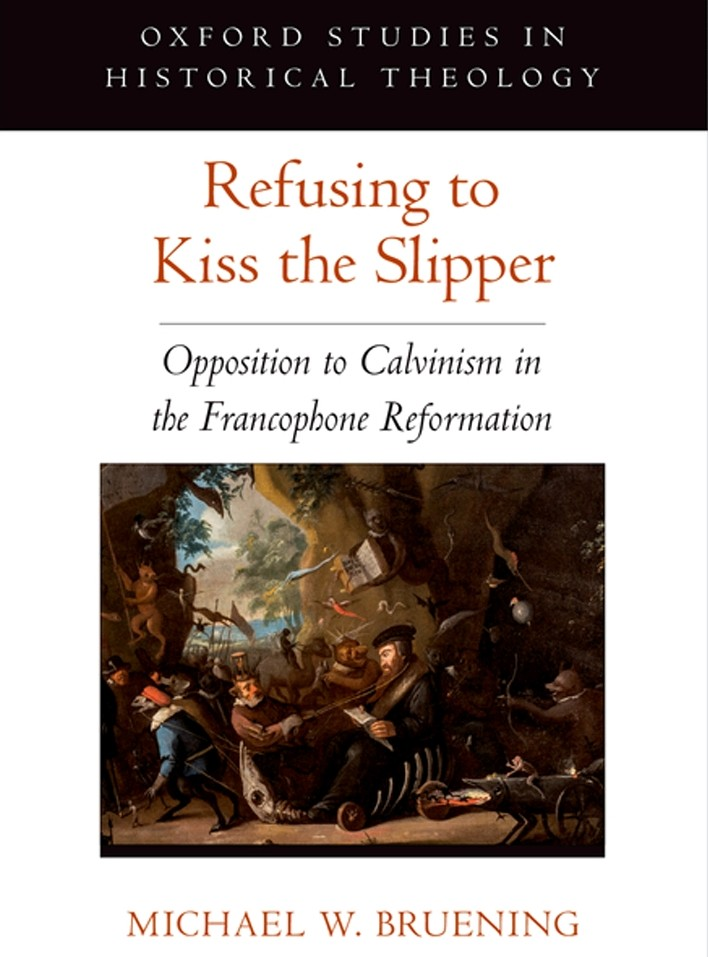 OXFORD STUDIES IN
HISTORICAL THEOLOGY
Refusing to
Kiss the Slipper
Opposition to Calvinism in
the Francophone Reformation
MICHAEL W. BRUENING